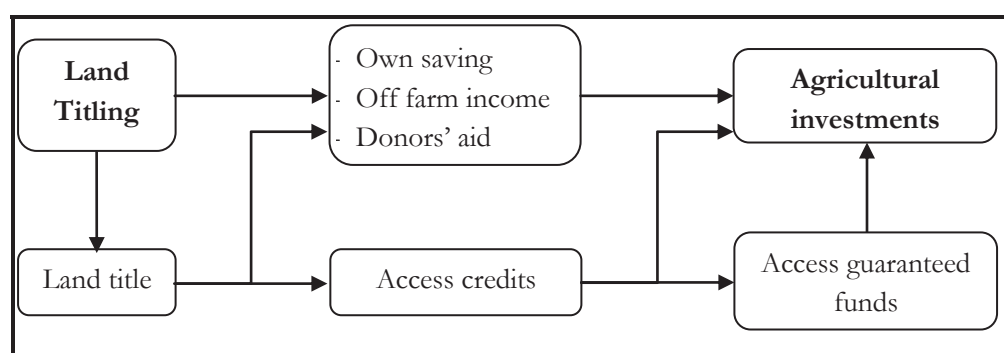 Land
Titling
- Own saving
- Off farm income
- Donors' aid
Agricultural
investments
Land title
Access credits
Access guaranteed
funds